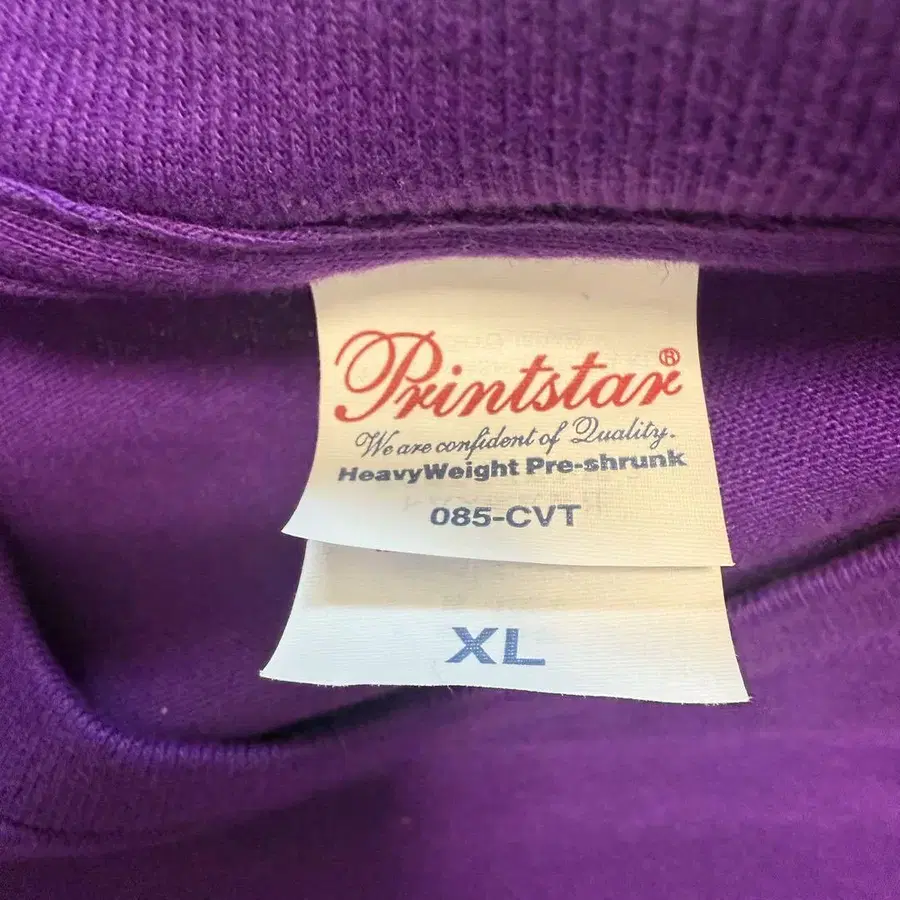 Printstar®
We are confident of Quality.
HeavyWeight Pre-shrunk
085-CVT
XL